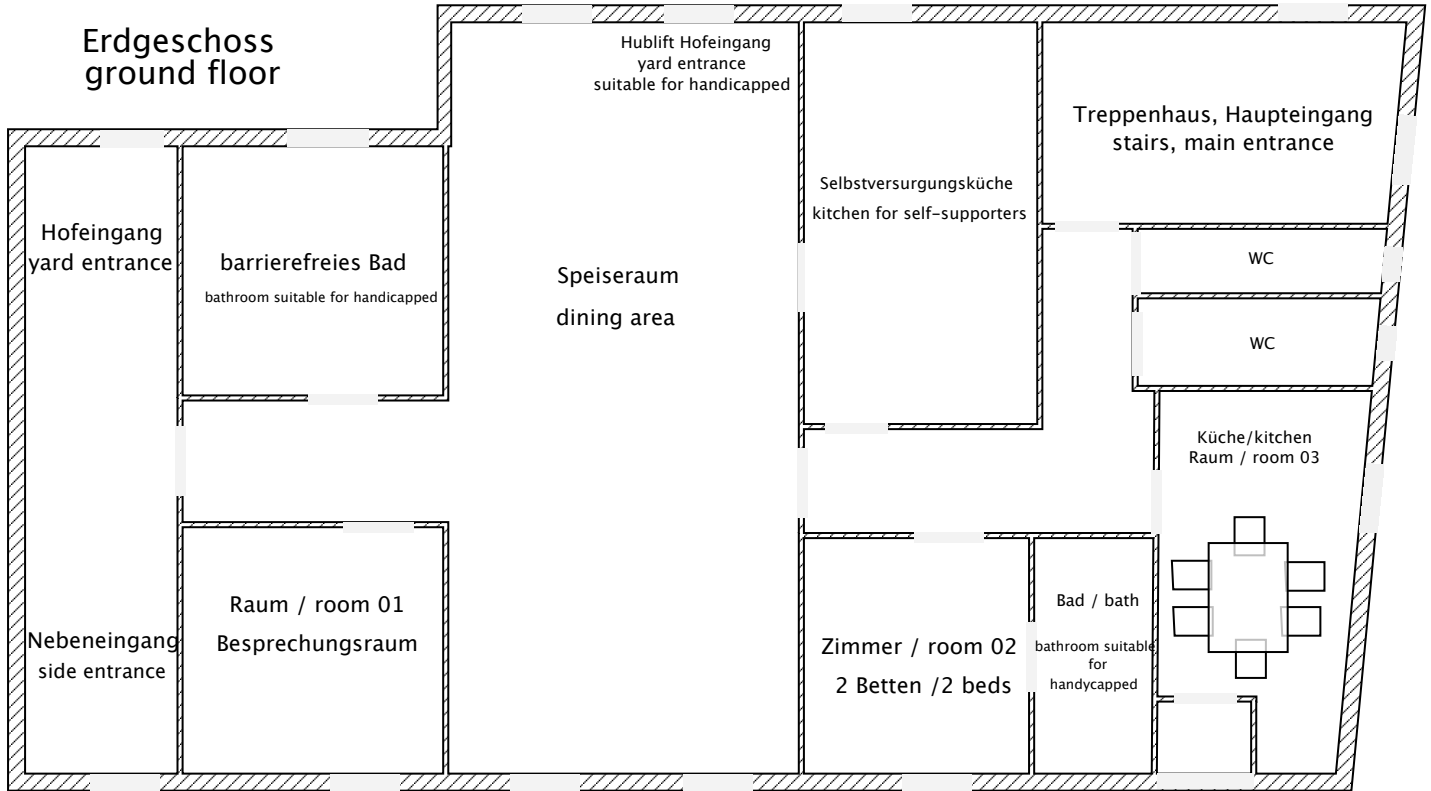 Erdgeschoss
ground floor
Hublift Hofeingang
yard entrance
suitable for handicapped
Treppenhaus, Haupteingang
stairs, main entrance
Selbstversurgungsküche
kitchen for self-supporters
Hofeingang
yard entrance
barrierefreies Bad
bathroom suitable for handicapped
Speiseraum
dining area
WC
WC
Küche/kitchen
Raum / room 03
Raum / room 01
Besprechungsraum
Nebeneingang
side entrance
Zimmer / room 02
2 Betten /2 beds
Bad / bath
bathroom suitable
for
handycapped